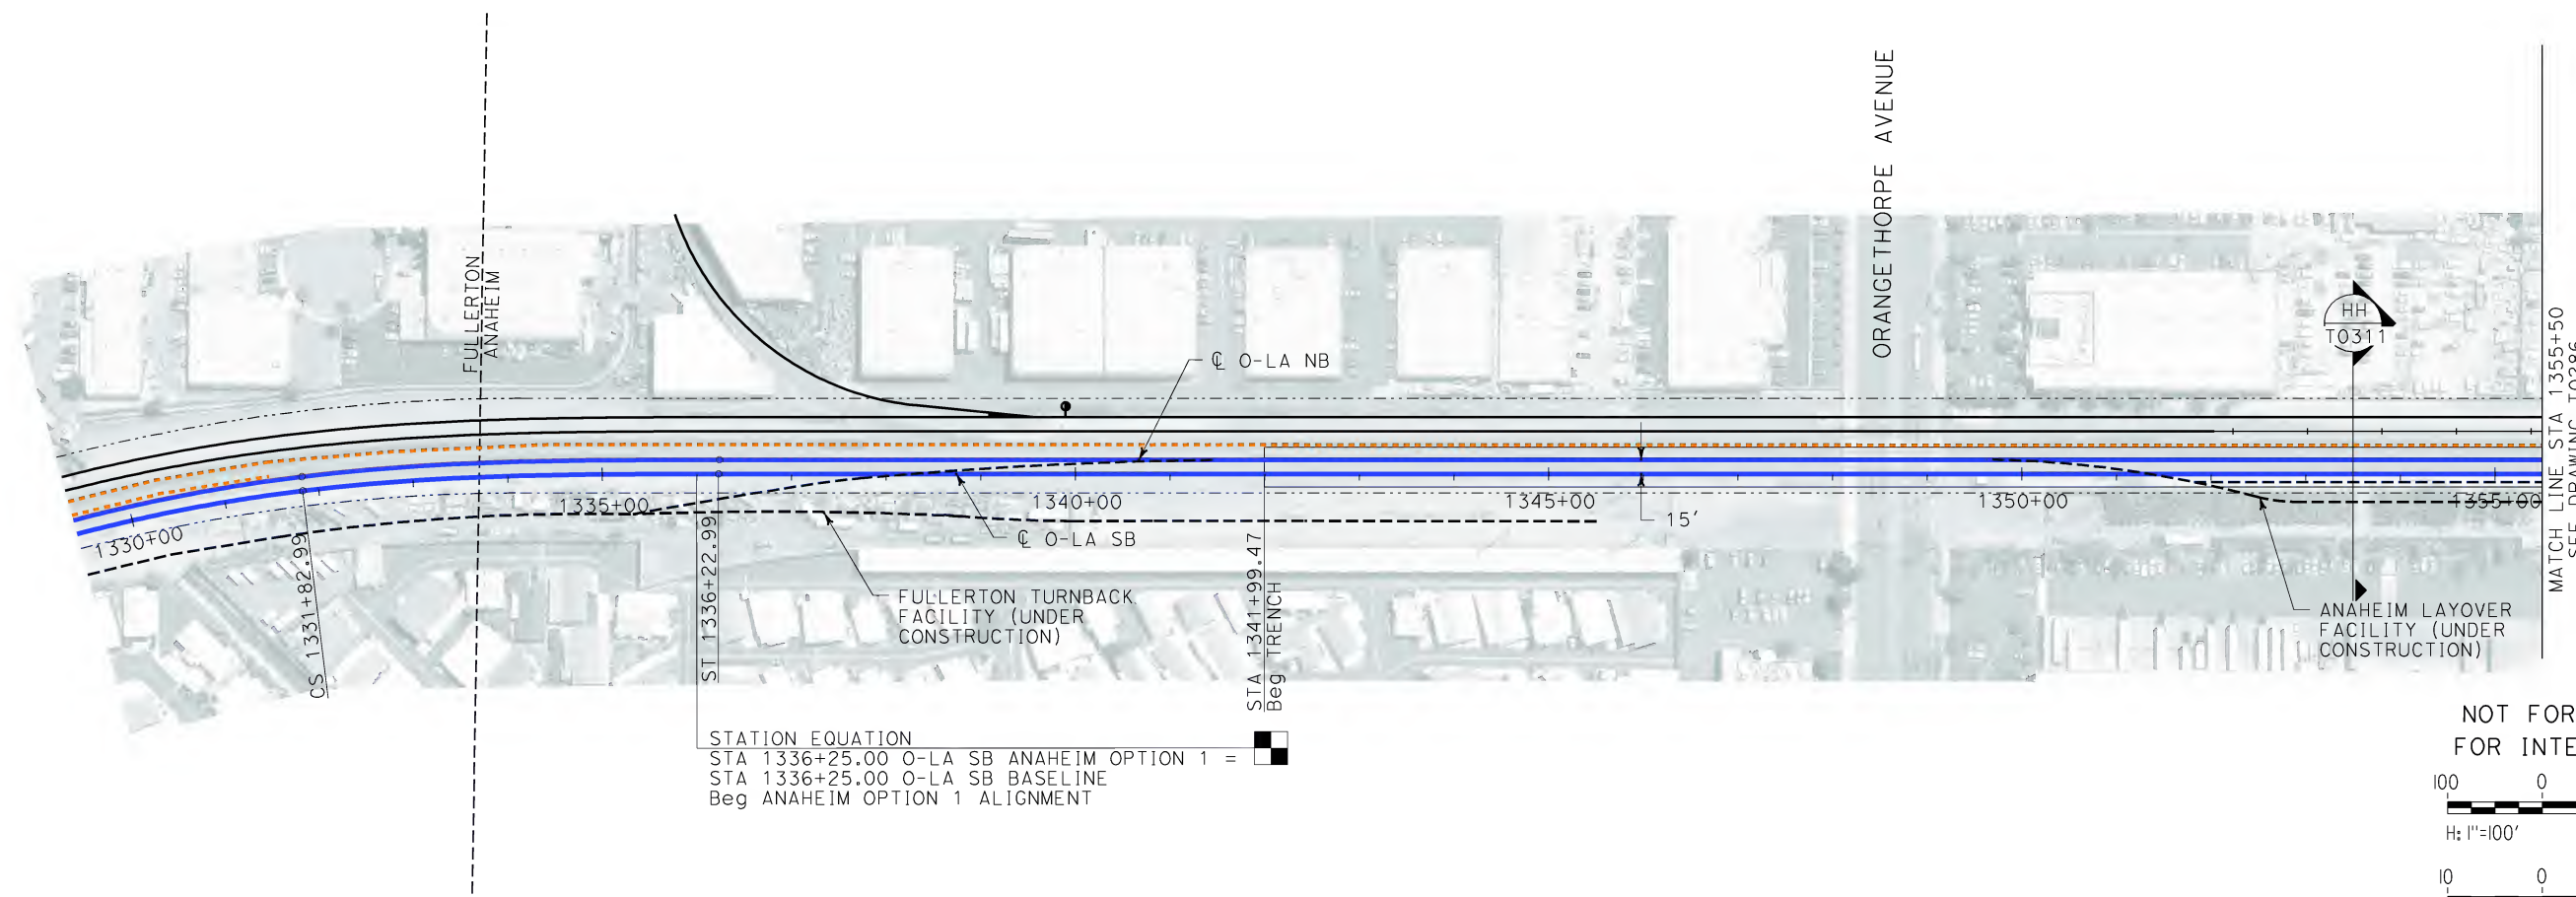 ORANGETHORPE AVENUE
FULLERTON
ANAHEIM
HH
T0311
℄ O-LA NB
MATCH LINE STA 1355+50
SEE DRAWING T0286
1330+00
1335+00
1340+00
1345+00
1350+00
1355+00
15'
℄ O-LA SB
CS 1331+82.99
ST 1336+22.99
STA 1341+99.47
Beg TRENCH
FULLERTON TURNBACK
FACILITY (UNDER
CONSTRUCTION)
ANAHEIM LAYOVER
FACILITY (UNDER
CONSTRUCTION)
STATION EQUATION
STA 1336+25.00 O-LA SB ANAHEIM OPTION 1 =
STA 1336+25.00 O-LA SB BASELINE
Beg ANAHEIM OPTION 1 ALIGNMENT
NOT FOR
FOR INTE
100 0
H: 1"=100'
10 0